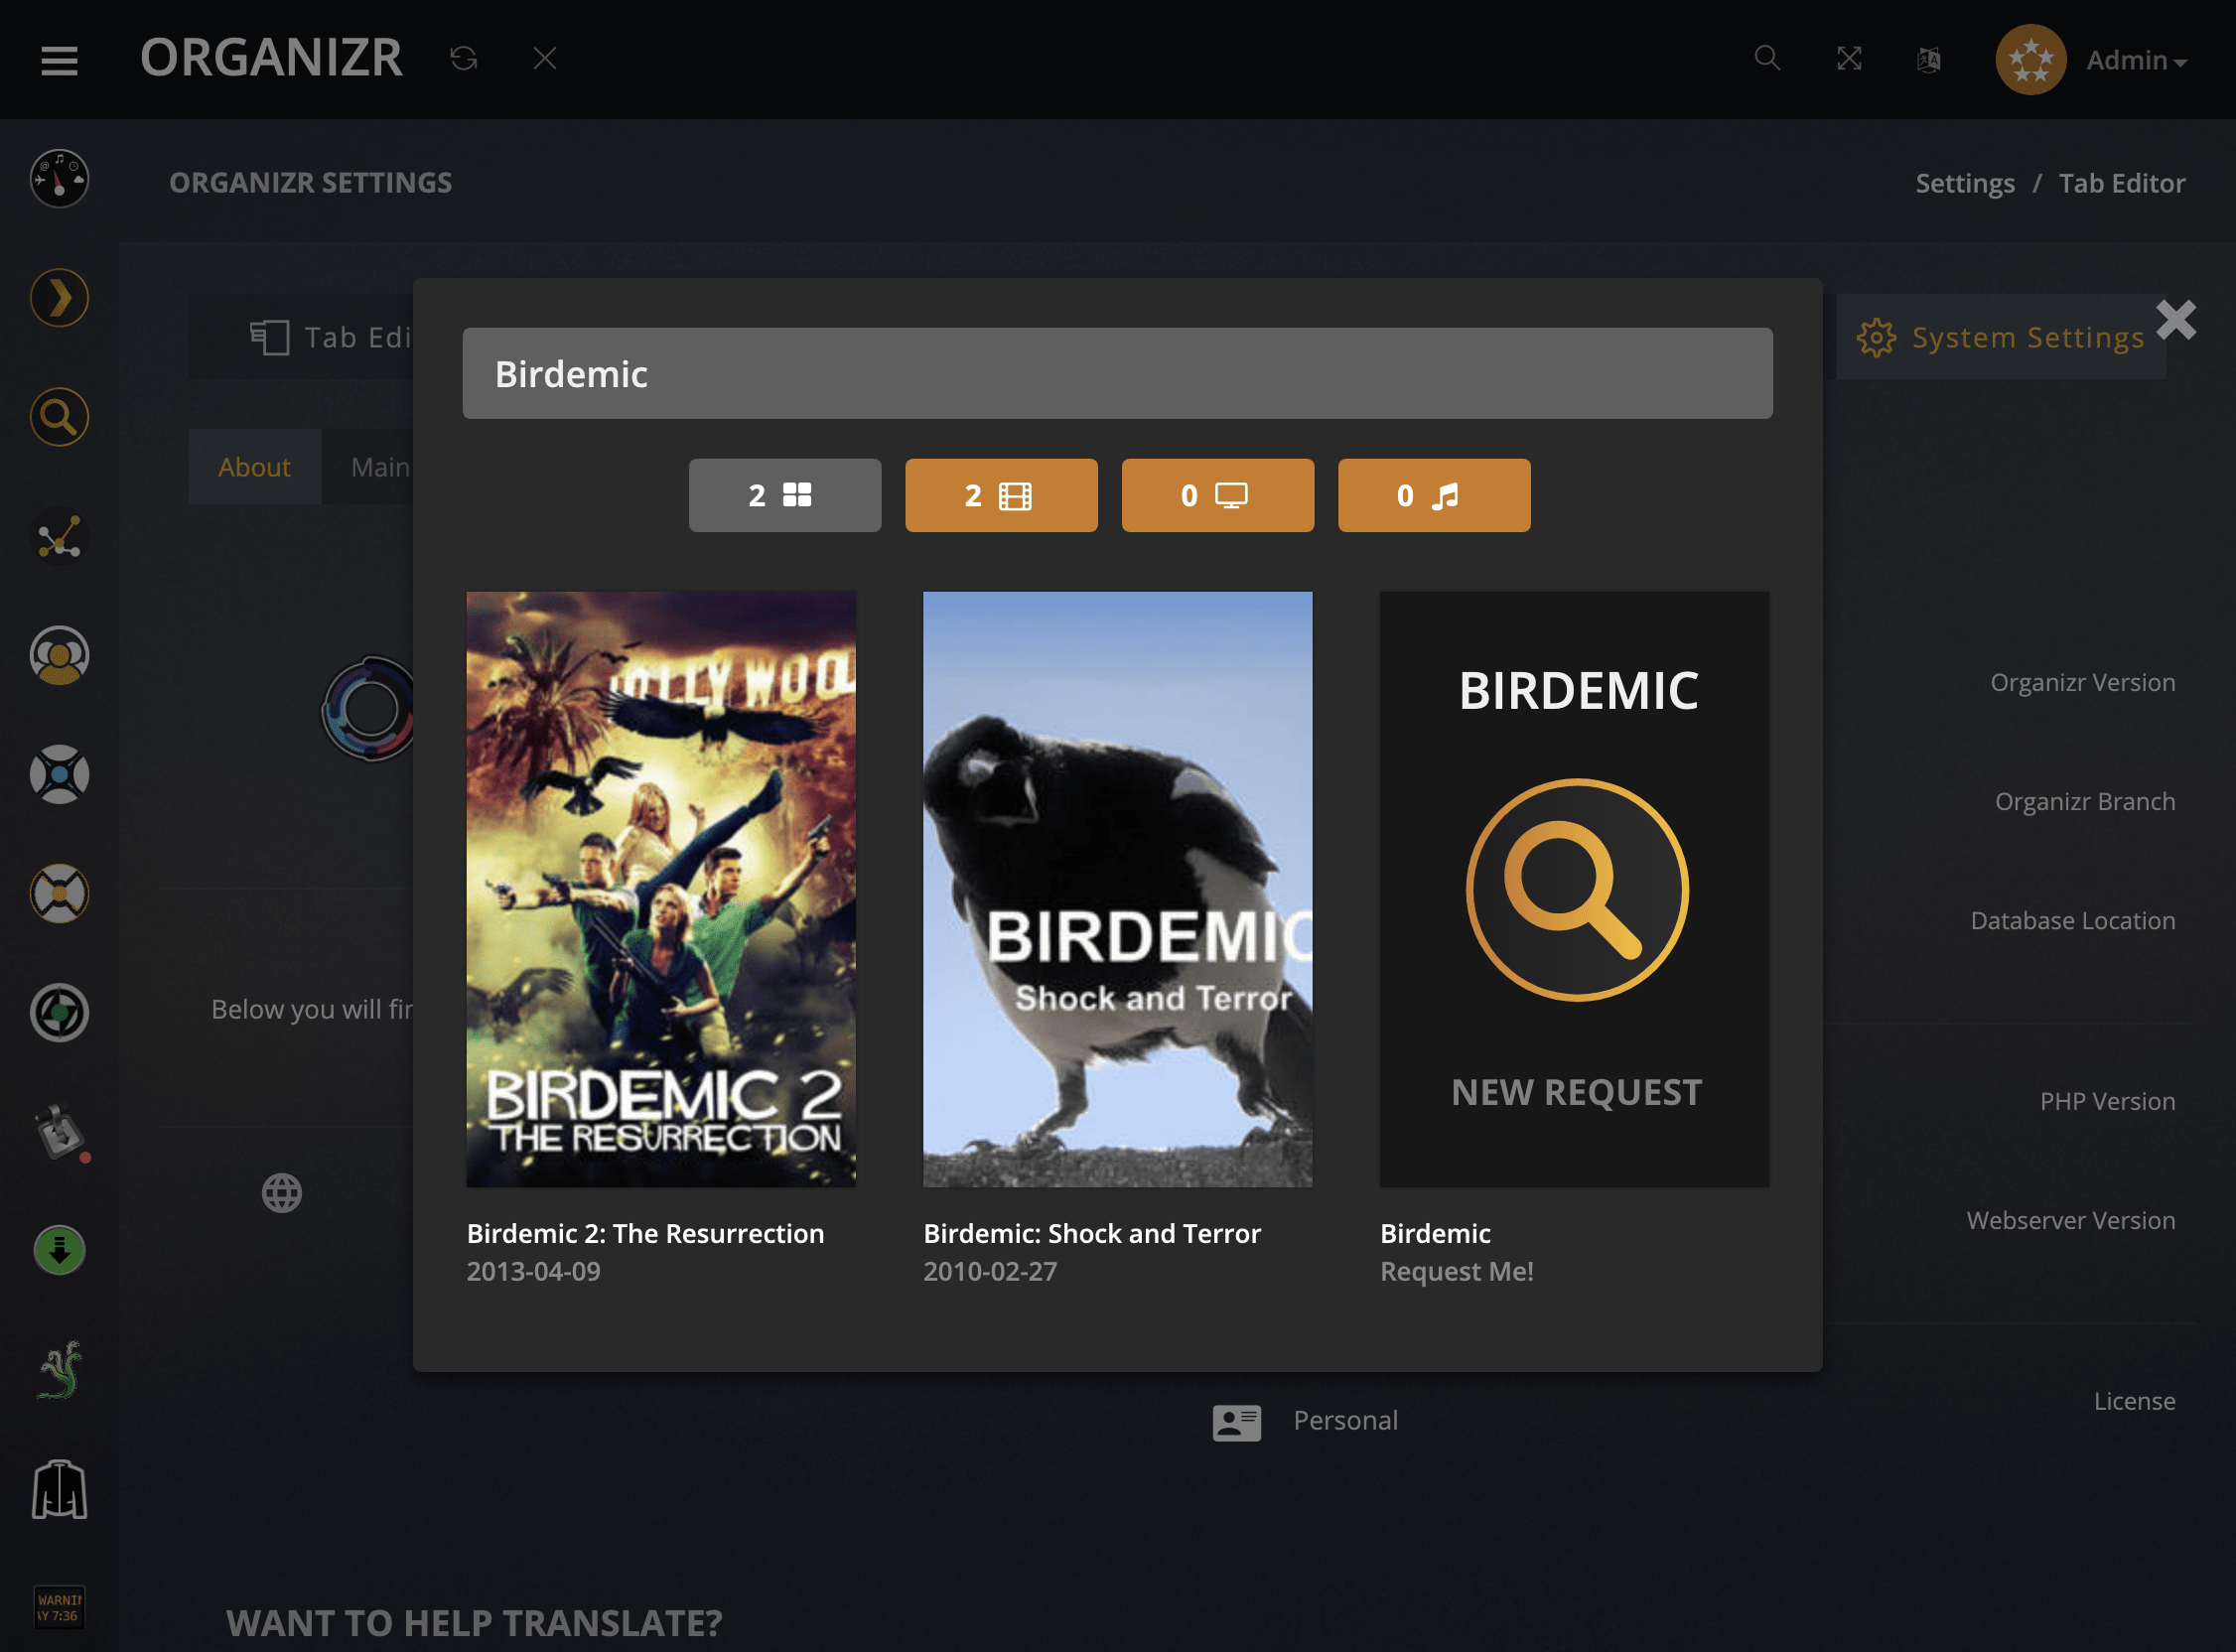 ORGANIZR
Admin
ORGANIZR SETTINGS
Settings / Tab Editor
Tab Edi
System Settings
Birdemic
About
Main
2
2
0
0
HOLLYWOOD
BIRDEMIC 2
THE RESURRECTION
BIRDEMIC
Shock and Terror
BIRDEMIC
NEW REQUEST
Birdemic 2: The Resurrection
2013-04-09
Birdemic: Shock and Terror
2010-02-27
Birdemic
Request Me!
Organizr Version
Organizr Branch
Database Location
Below you will fin
PHP Version
Webserver Version
License
Personal
WARNIN
AY 7:36
WANT TO HELP TRANSLATE?